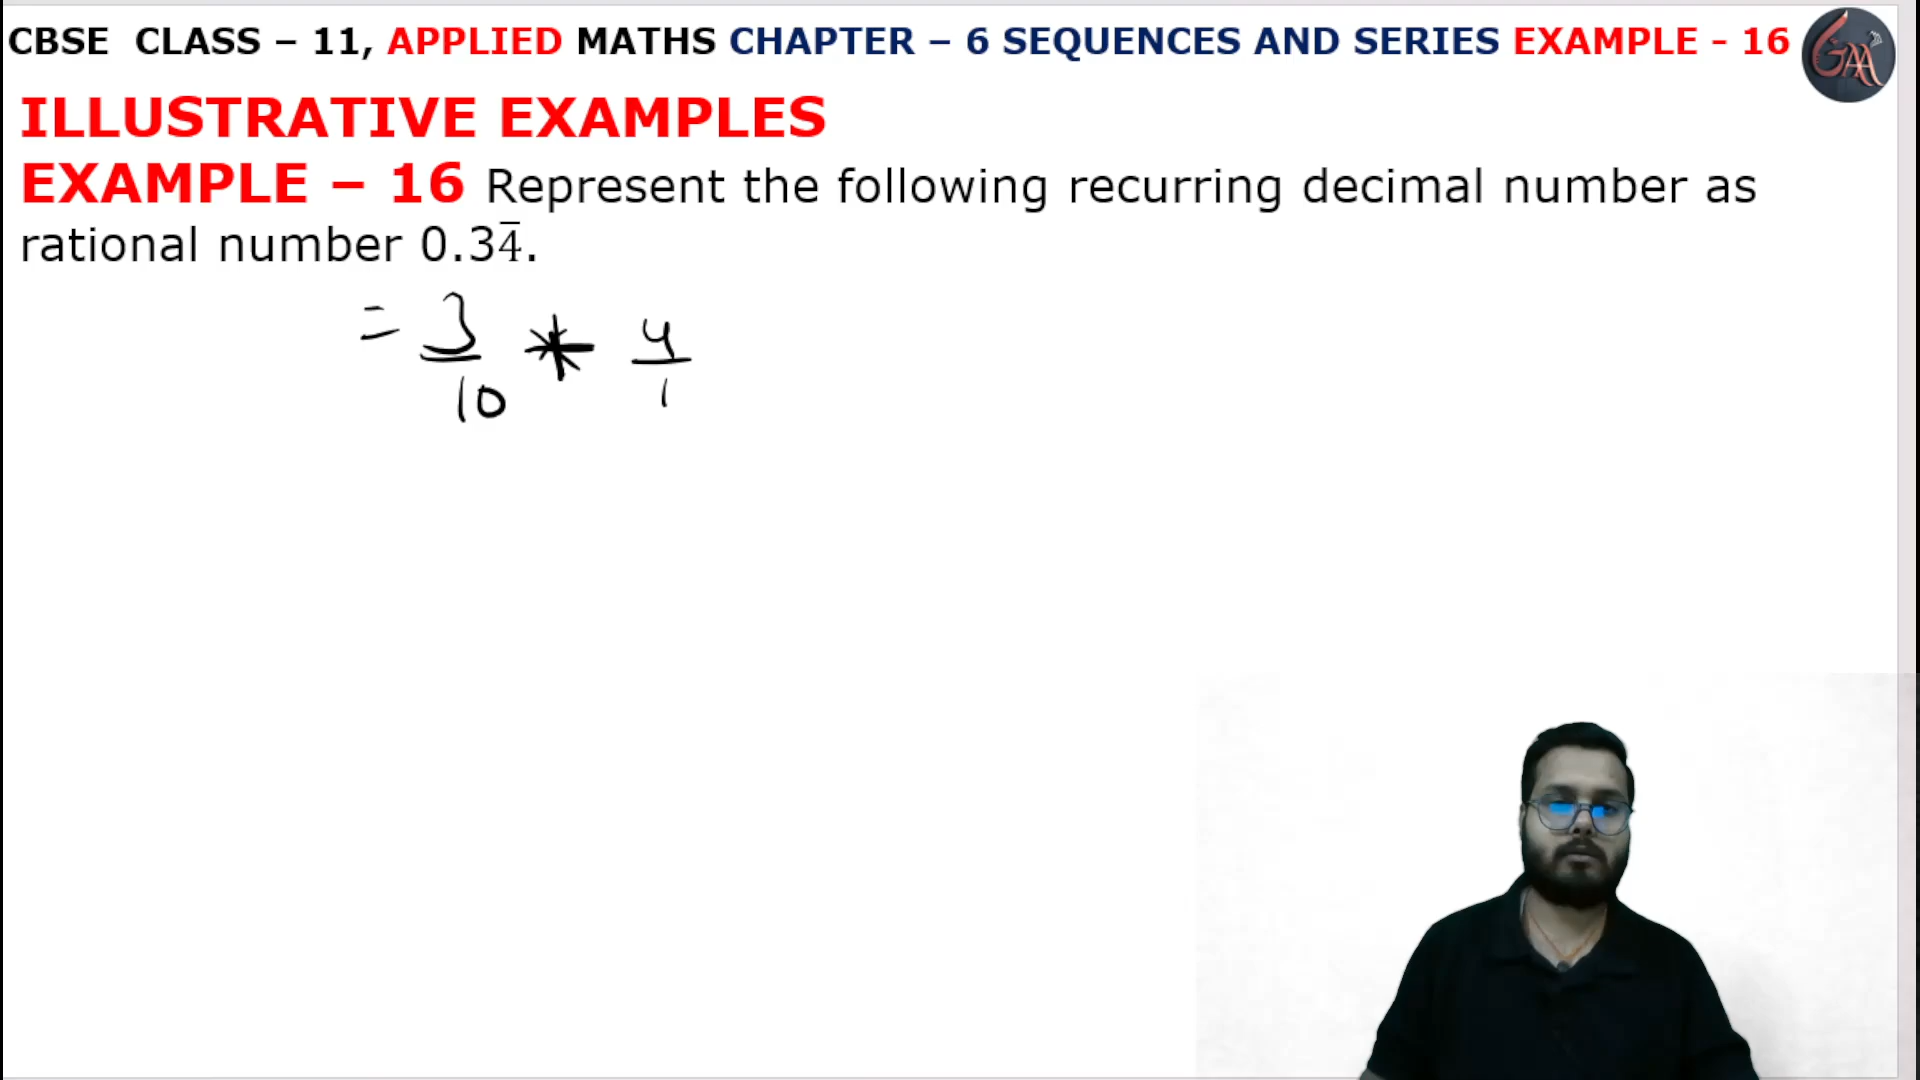 CBSE CLASS – 11, APPLIED MATHS CHAPTER – 6 SEQUENCES AND SERIES EXAMPLE - 16
ILLUSTRATIVE EXAMPLES
EXAMPLE – 16 Represent the following recurring decimal number as
rational number 0.34̅.
= 3/10 + 4/1